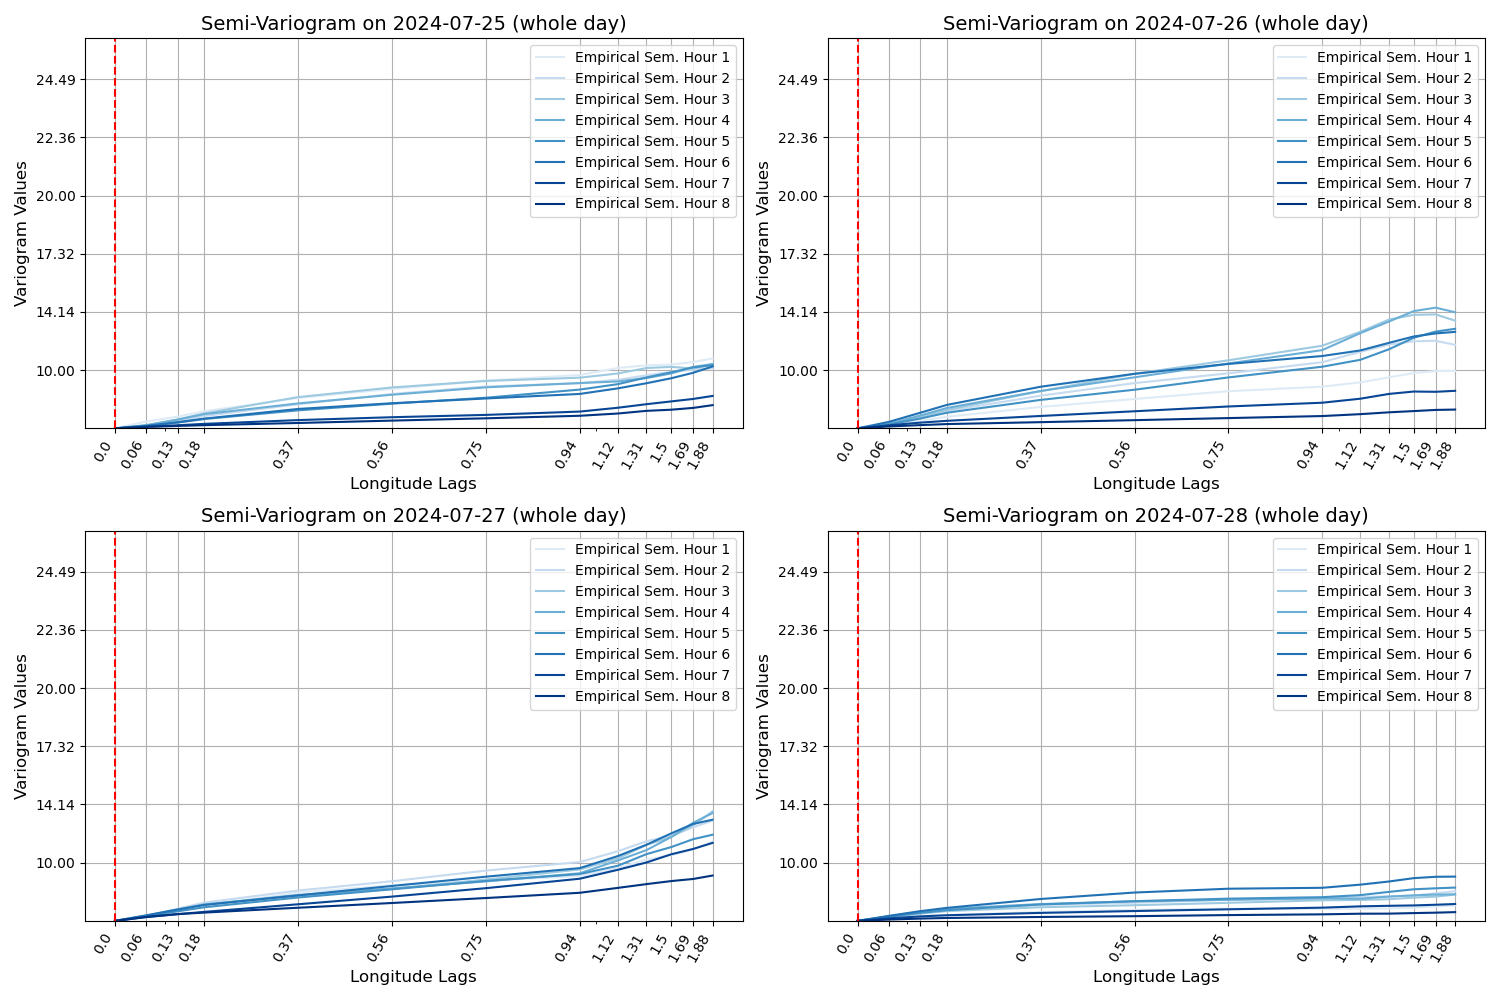 Semi-Variogram on 2024-07-25 (whole day)
Variogram Values
24.49
22.36
20.00
17.32
14.14
10.00
Empirical Sem. Hour 1
Empirical Sem. Hour 2
Empirical Sem. Hour 3
Empirical Sem. Hour 4
Empirical Sem. Hour 5
Empirical Sem. Hour 6
Empirical Sem. Hour 7
Empirical Sem. Hour 8
0.0 0.06 0.13 0.18 0.37 0.56 0.75 0.94 1.12 1.31 1.5 1.69 1.88
Longitude Lags
Semi-Variogram on 2024-07-26 (whole day)
Variogram Values
24.49
22.36
20.00
17.32
14.14
10.00
Empirical Sem. Hour 1
Empirical Sem. Hour 2
Empirical Sem. Hour 3
Empirical Sem. Hour 4
Empirical Sem. Hour 5
Empirical Sem. Hour 6
Empirical Sem. Hour 7
Empirical Sem. Hour 8
0.0 0.06 0.13 0.18 0.37 0.56 0.75 0.94 1.12 1.31 1.5 1.69 1.88
Longitude Lags
Semi-Variogram on 2024-07-27 (whole day)
Variogram Values
24.49
22.36
20.00
17.32
14.14
10.00
Empirical Sem. Hour 1
Empirical Sem. Hour 2
Empirical Sem. Hour 3
Empirical Sem. Hour 4
Empirical Sem. Hour 5
Empirical Sem. Hour 6
Empirical Sem. Hour 7
Empirical Sem. Hour 8
0.0 0.06 0.13 0.18 0.37 0.56 0.75 0.94 1.12 1.31 1.5 1.69 1.88
Longitude Lags
Semi-Variogram on 2024-07-28 (whole day)
Variogram Values
24.49
22.36
20.00
17.32
14.14
10.00
Empirical Sem. Hour 1
Empirical Sem. Hour 2
Empirical Sem. Hour 3
Empirical Sem. Hour 4
Empirical Sem. Hour 5
Empirical Sem. Hour 6
Empirical Sem. Hour 7
Empirical Sem. Hour 8
0.0 0.06 0.13 0.18 0.37 0.56 0.75 0.94 1.12 1.31 1.5 1.69 1.88
Longitude Lags